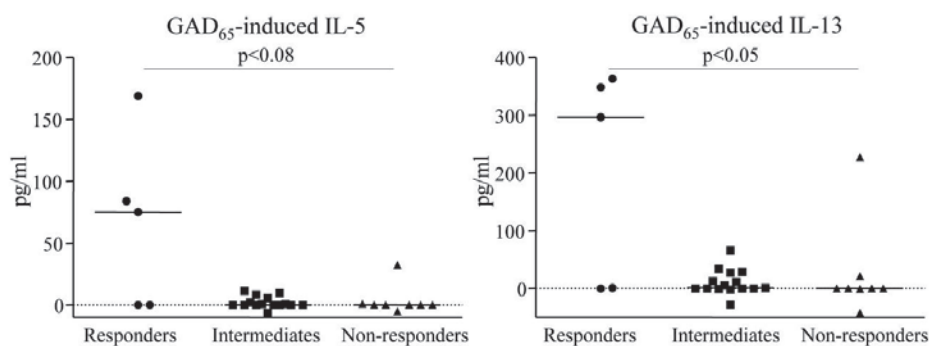 GAD₆₅-induced IL-5
p<0.08
200
150
100
50
0
pg/ml
Responders Intermediates Non-responders
GAD₆₅-induced IL-13
p<0.05
400
300
200
100
0
pg/ml
Responders Intermediates Non-responders